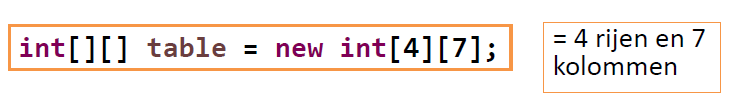 int[][] table = new int[4][7];
= 4 rijen en 7
kolommen